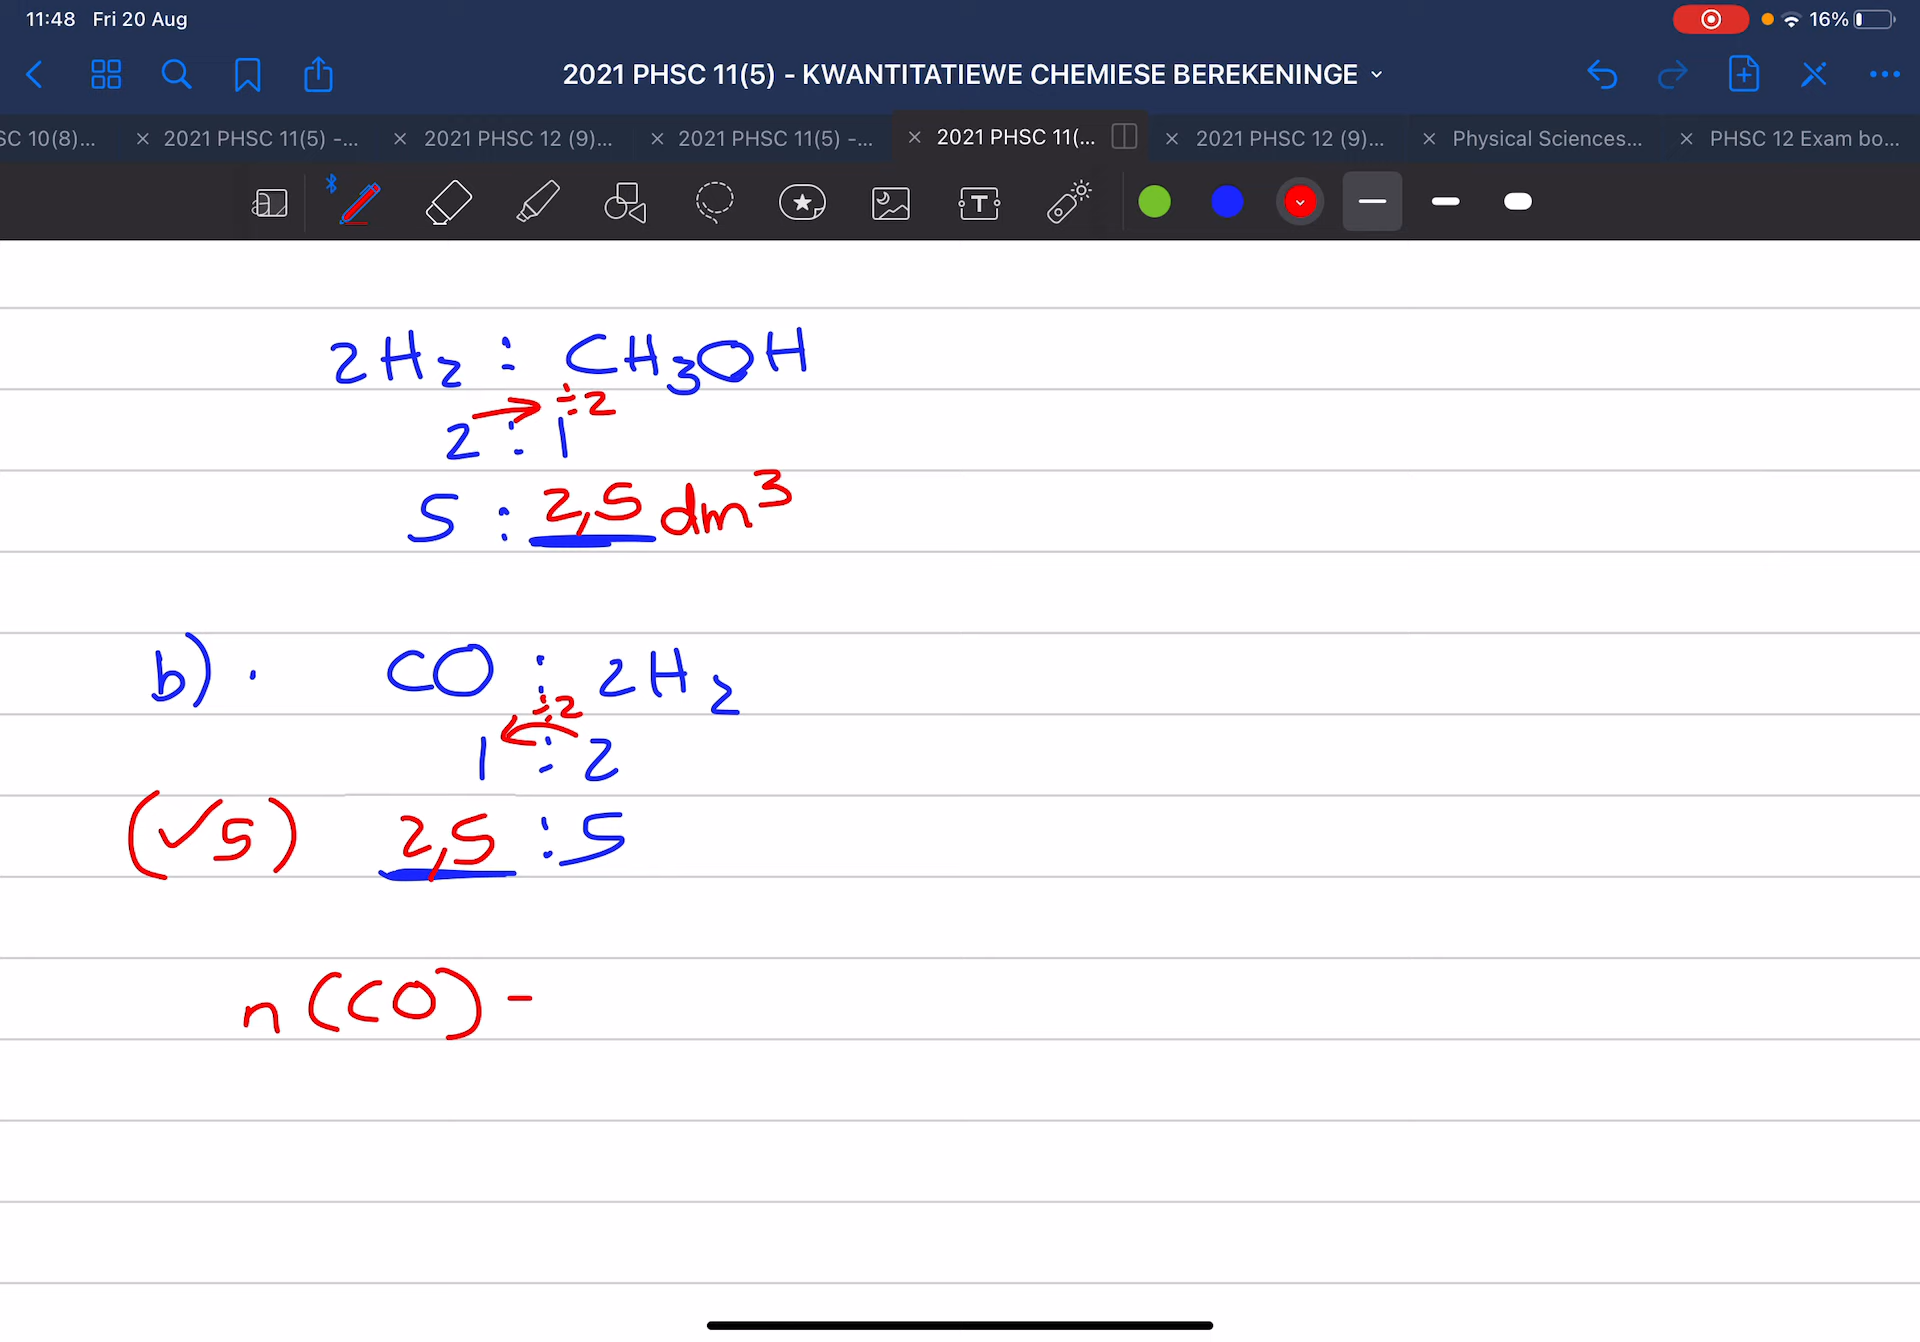 11:48 Fri 20 Aug 16%
2021 PHSC 11(5) - KWANTITATIEWE CHEMIESE BEREKENINGE
SC 10(8)... × 2021 PHSC 11(5) -... × 2021 PHSC 12 (9)... × 2021 PHSC 11(5) -... × 2021 PHSC 11(... × 2021 PHSC 12 (9)... × Physical Sciences... × PHSC 12 Exam bo...
2H₂ : CH₃OH
÷2
2 : 1
5 : 2,5 dm³
b) . CO : 2H₂
÷2
1 : 2
(✓5) 2,5 : 5
n(CO) -